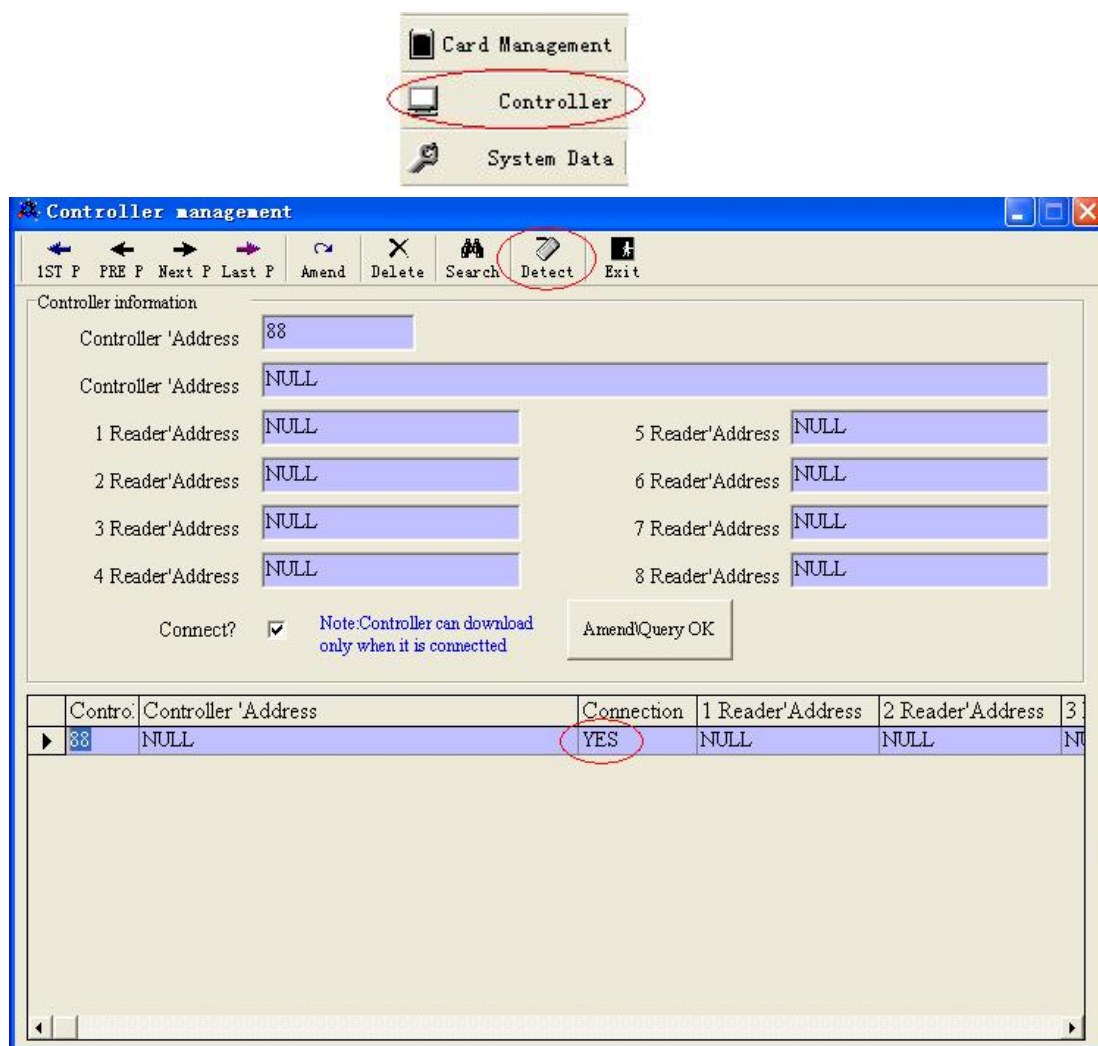 Card Management
Controller
System Data
Controller management
1ST P PRE P Next P Last P Amend Delete Search Detect Exit
Controller information
Controller 'Address 88
Controller 'Address NULL
1 Reader'Address NULL 5 Reader'Address NULL
2 Reader'Address NULL 6 Reader'Address NULL
3 Reader'Address NULL 7 Reader'Address NULL
4 Reader'Address NULL 8 Reader'Address NULL
Connect? Note:Controller can download
only when it is connectted
Amend\Query OK
Contro Controller 'Address Connection 1 Reader'Address 2 Reader'Address 3
88 NULL YES NULL NULL NU